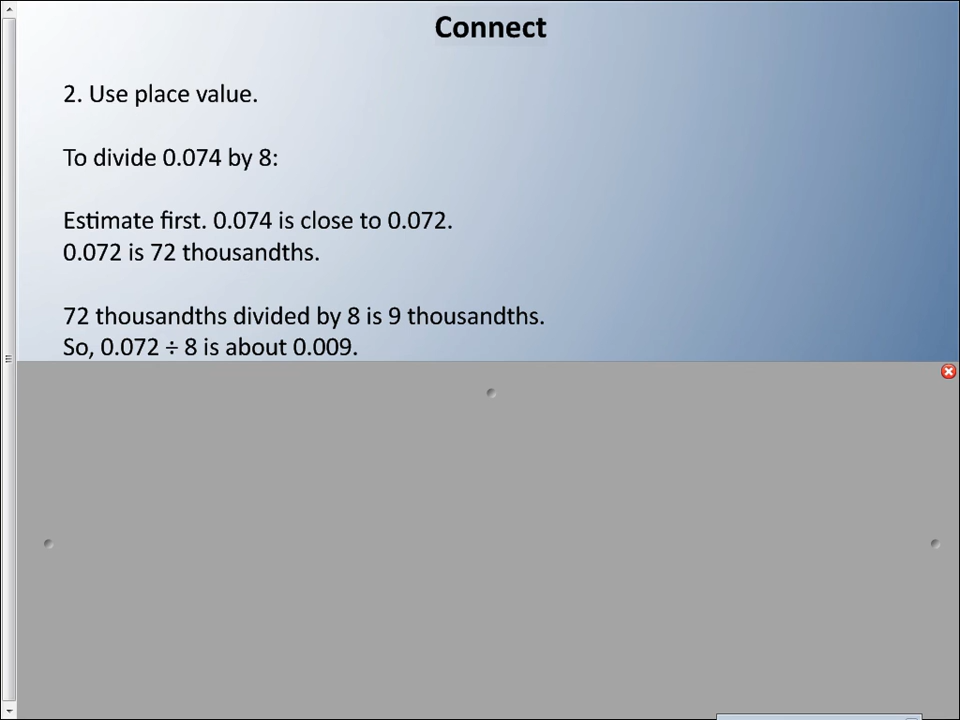 Connect
2. Use place value.
To divide 0.074 by 8:
Estimate first. 0.074 is close to 0.072.
0.072 is 72 thousandths.
72 thousandths divided by 8 is 9 thousandths.
So, 0.072 ÷ 8 is about 0.009.